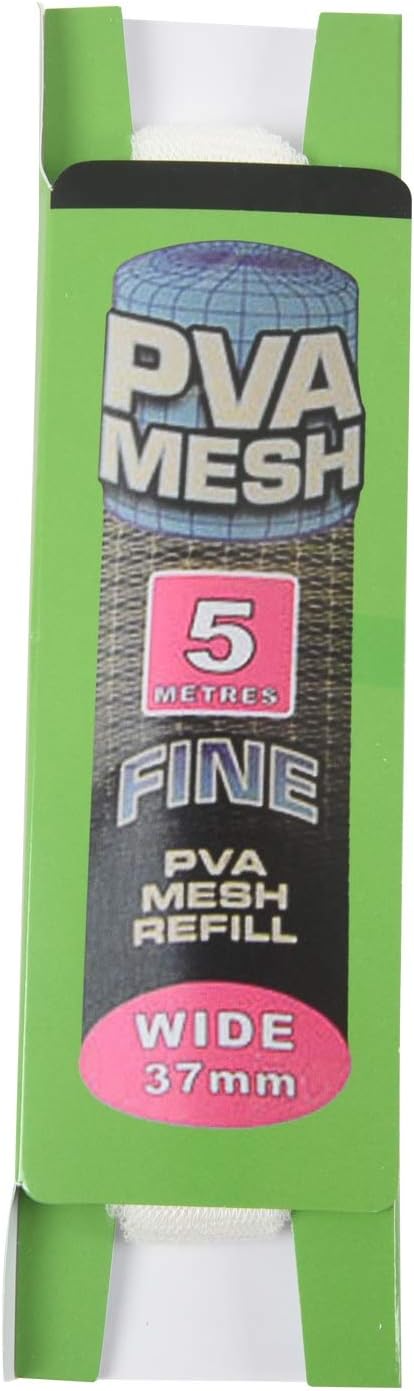 PVA
MESH
5
METRES
FINE
PVA
MESH
REFILL
WIDE
37mm